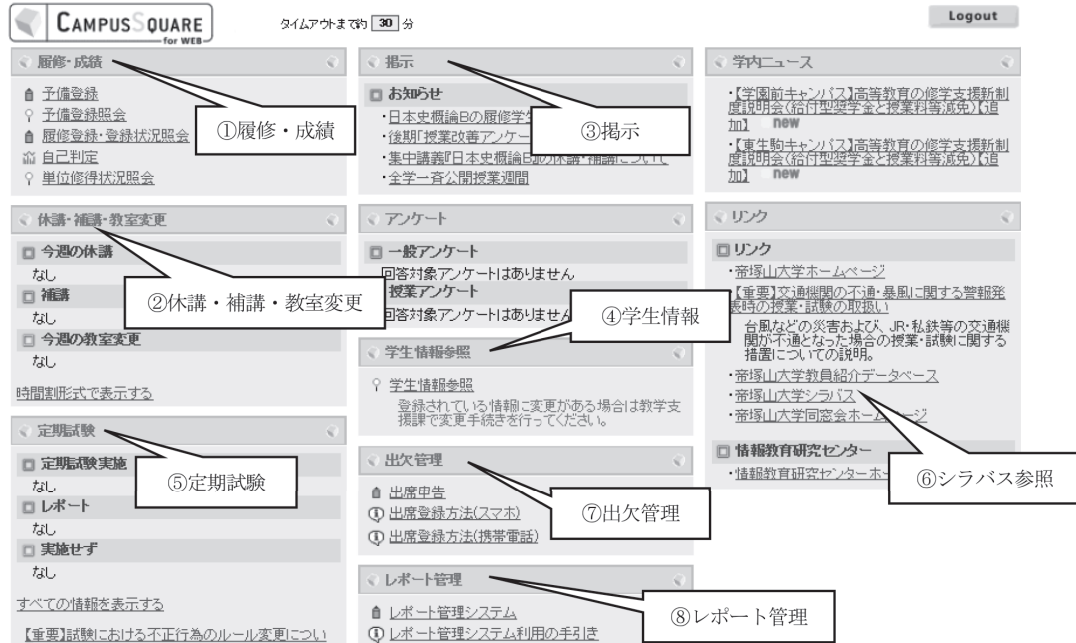 CAMPUSSQUARE
for WEB
タイムアウトまで約 30 分
Logout
履修・成績
予備登録
予備登録照会
履修登録・登録状況照会
自己判定
単位修得状況照会
①履修・成績
休講・補講・教室変更
今週の休講
なし
補講
なし
今週の教室変更
なし
時間割形式で表示する
②休講・補講・教室変更
定期試験
定期試験実施
なし
レポート
なし
実施せず
なし
すべての情報を表示する
【重要】試験における不正行為のルール変更につい
⑤定期試験
掲示
お知らせ
・日本史概論Bの履修学生
・後期「授業改善アンケー
・集中講義『日本史概論B』の休講・補講について
・全学一斉公開授業週間
③掲示
アンケート
一般アンケート
回答対象アンケートはありません
授業アンケート
回答対象アンケートはありません
④学生情報
学生情報参照
学生情報参照
登録されている情報に変更がある場合は教学支
援課で変更手続きを行ってください。
出欠管理
出席申告
出席登録方法(スマホ)
出席登録方法(携帯電話)
⑦出欠管理
レポート管理
レポート管理システム
レポート管理システム利用の手引き
⑧レポート管理
学内ニュース
・【学園前キャンパス】高等教育の修学支援新制
度説明会(給付型奨学金と授業料等減免)【追
加】 new
・【東生駒キャンパス】高等教育の修学支援新制
度説明会(給付型奨学金と授業料等減免)【追
加】 new
リンク
リンク
・帝塚山大学ホームページ
・【重要】交通機関の不通・暴風に関する警報発
表時の授業・試験の取扱い
台風などの災害および、JR・私鉄等の交通機
関が不通となった場合の授業・試験に関する
措置についての説明。
・帝塚山大学教員紹介データベース
・帝塚山大学シラバス
・帝塚山大学同窓会ホームページ
情報教育研究センター
・情報教育研究センターホー
⑥シラバス参照